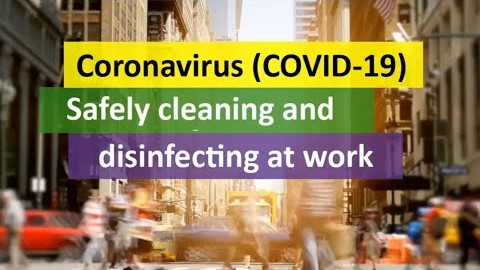 Coronavirus (COVID-19)
Safely cleaning and
disinfecting at work